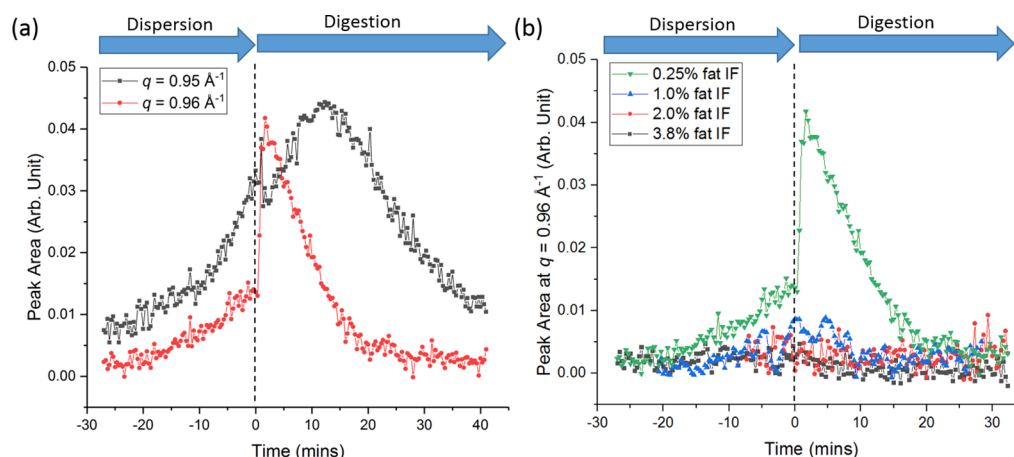 (a)
Dispersion
Digestion
q = 0.95 Å⁻¹
q = 0.96 Å⁻¹
Peak Area (Arb. Unit)
0.05
0.04
0.03
0.02
0.01
0.00
-30 -20 -10 0 10 20 30 40
Time (mins)
(b)
Dispersion
Digestion
0.25% fat IF
1.0% fat IF
2.0% fat IF
3.8% fat IF
Peak Area at q = 0.96 Å⁻¹ (Arb. Unit)
0.05
0.04
0.03
0.02
0.01
0.00
-30 -20 -10 0 10 20 30
Time (mins)